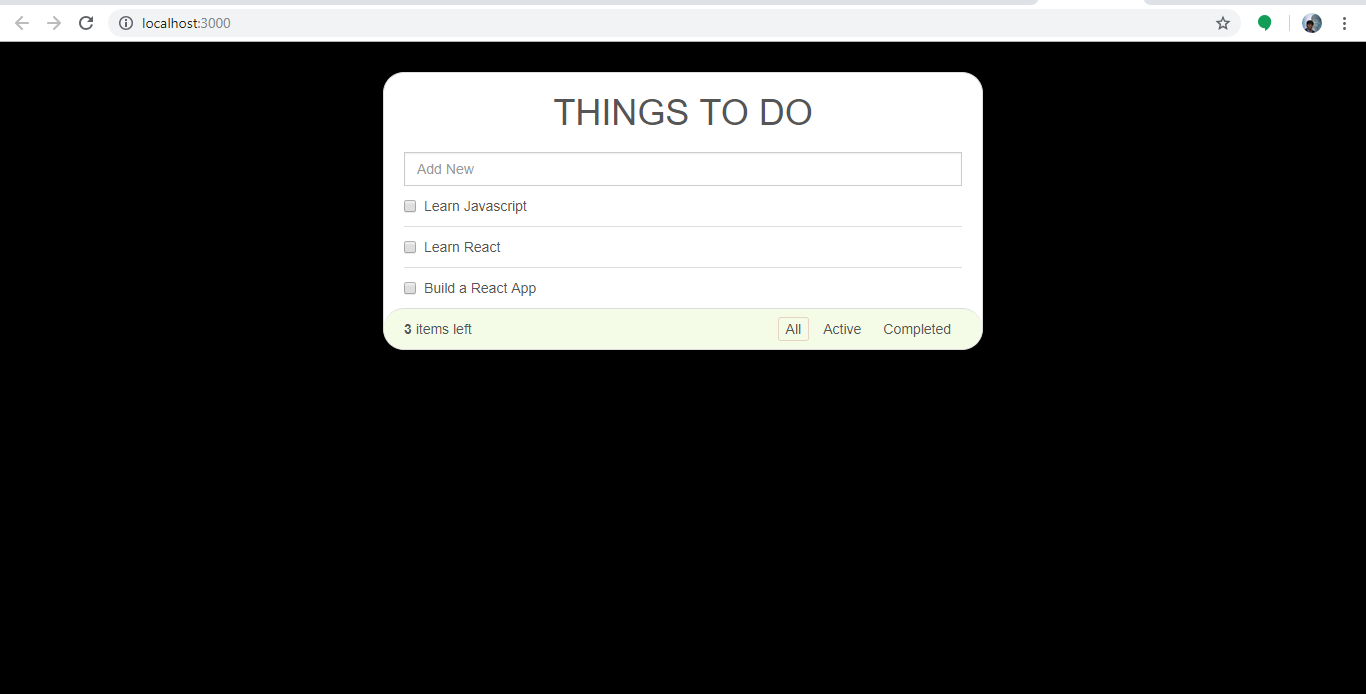 localhost:3000
THINGS TO DO
Add New
Learn Javascript
Learn React
Build a React App
3 items left All Active Completed